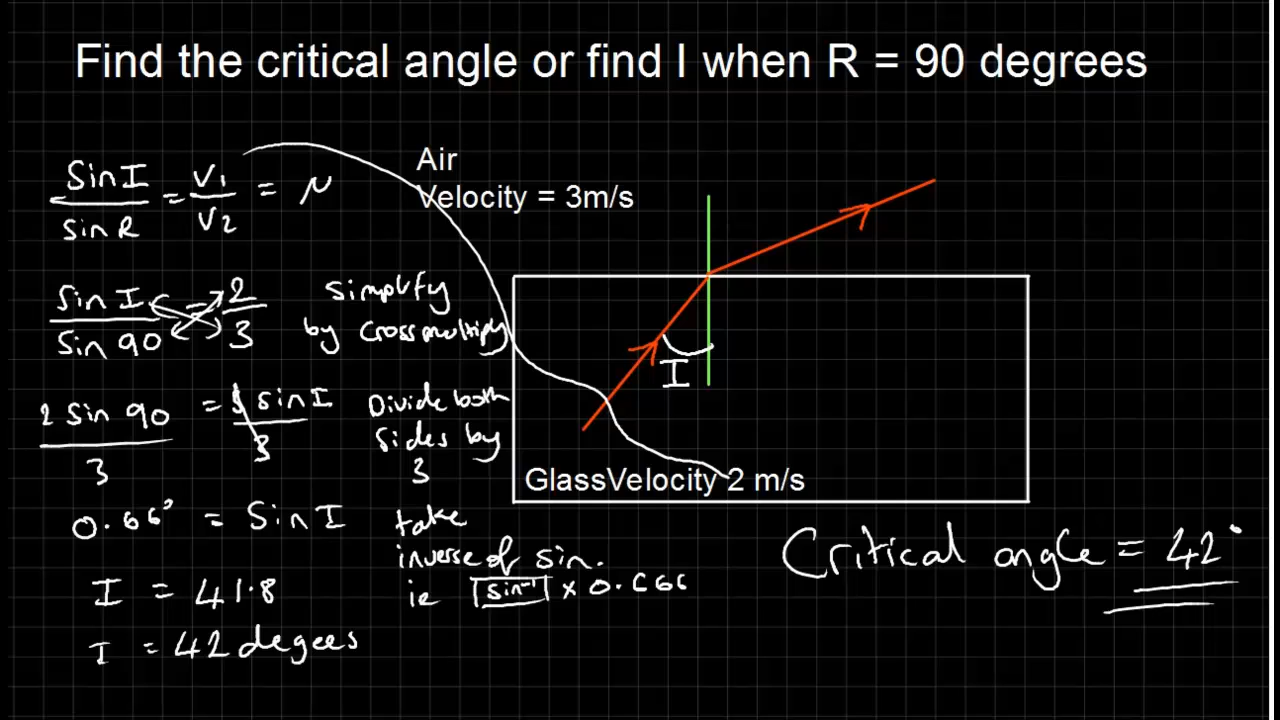 Find the critical angle or find I when R = 90 degrees
Air
Velocity = 3m/s
Sin I / sin R = V1 / V2 = μ
Sin I / Sin 90 = 2 / 3
Simplify
by Crossmultiply
2 Sin 90 / 3 = 3 sin I / 3
Divide both
sides by
3
I
GlassVelocity 2 m/s
0.66° = Sin I
take
inverse of sin.
ie sin⁻¹ x 0.666
I = 41.8
I = 42 degees
Critical angle = 42°